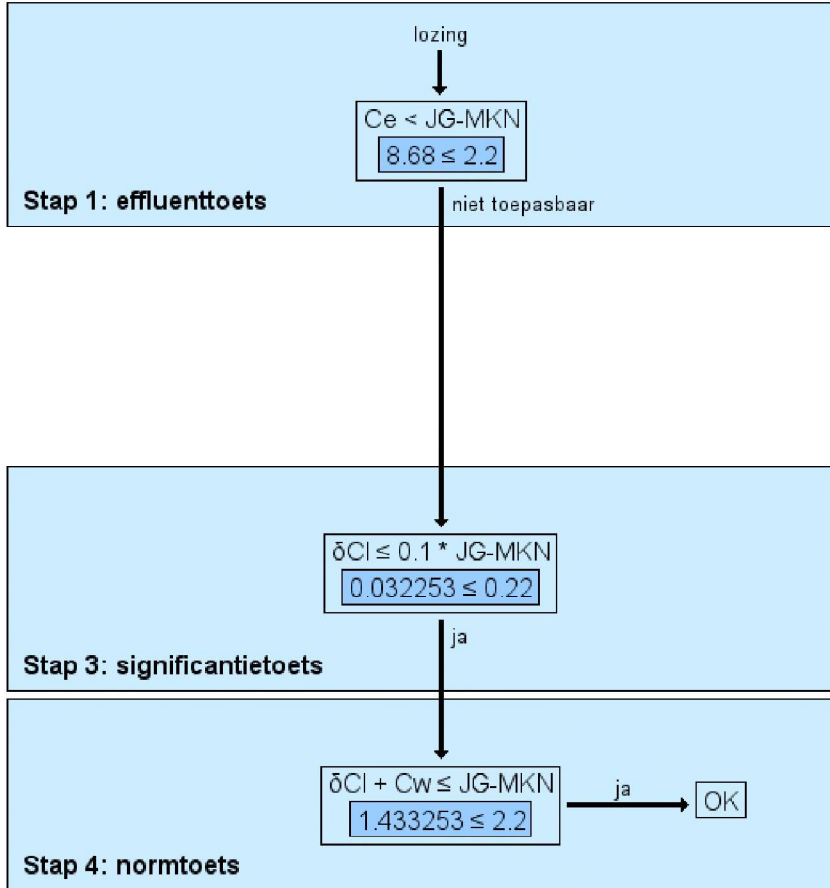 lozing
Ce < JG-MKN
8.68 ≤ 2.2
Stap 1: effluenttoets
niet toepasbaar
δCl ≤ 0.1 * JG-MKN
0.032253 ≤ 0.22
ja
Stap 3: significantietoets
δCl + Cw ≤ JG-MKN
1.433253 ≤ 2.2
ja
OK
Stap 4: normtoets